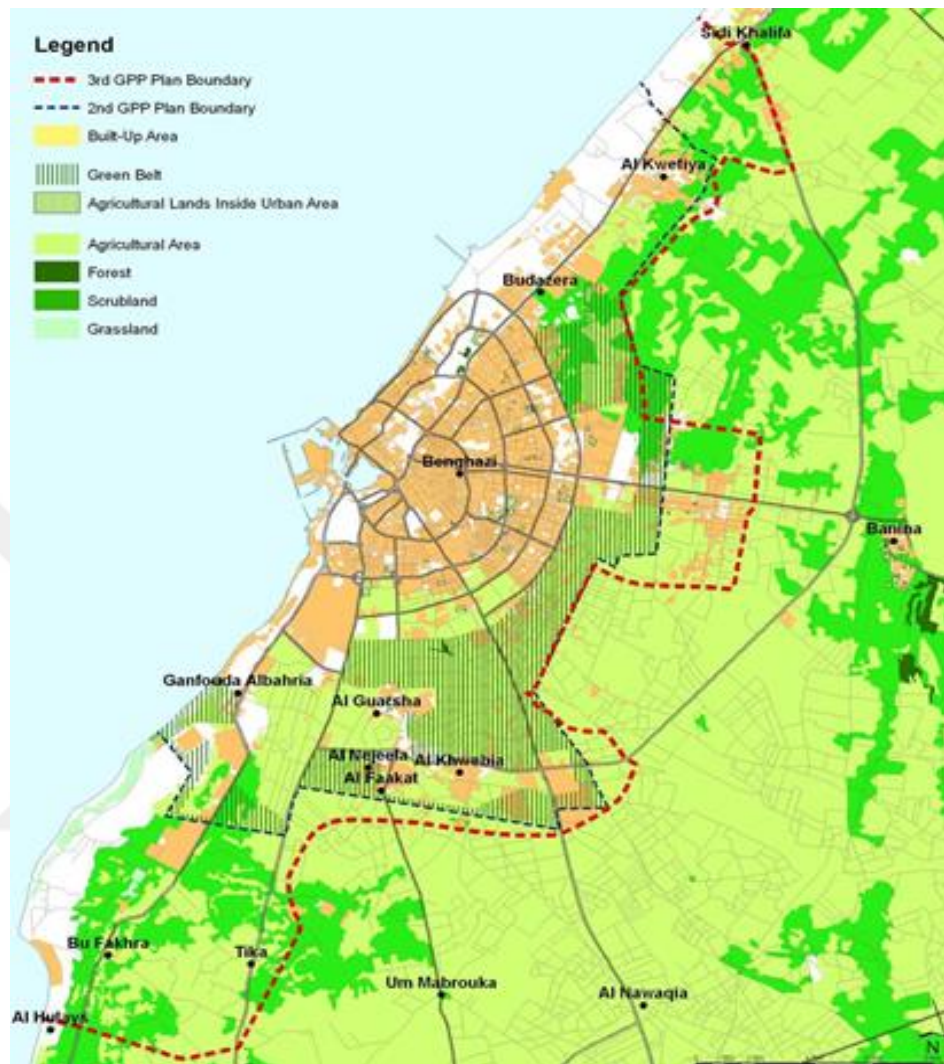 Legend
3rd GPP Plan Boundary
2nd GPP Plan Boundary
Built-Up Area
Green Belt
Agricultural Lands Inside Urban Area
Agricultural Area
Forest
Scrubland
Grassland
Sidi Khalifa
Al Kwefiya
Budazera
Benghazi
Banina
Ganfouda Albahria
Al Guarsha
Al Nejeela
Al Khwebia
Al Faakat
Bu Fakhra
Tika
Um Mabrouka
Al Nawaqia
Al Hulays
N